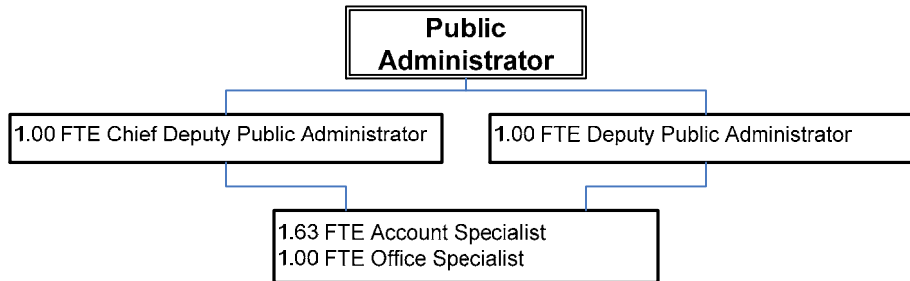 Public
Administrator
1.00 FTE Chief Deputy Public Administrator
1.00 FTE Deputy Public Administrator
1.63 FTE Account Specialist
1.00 FTE Office Specialist